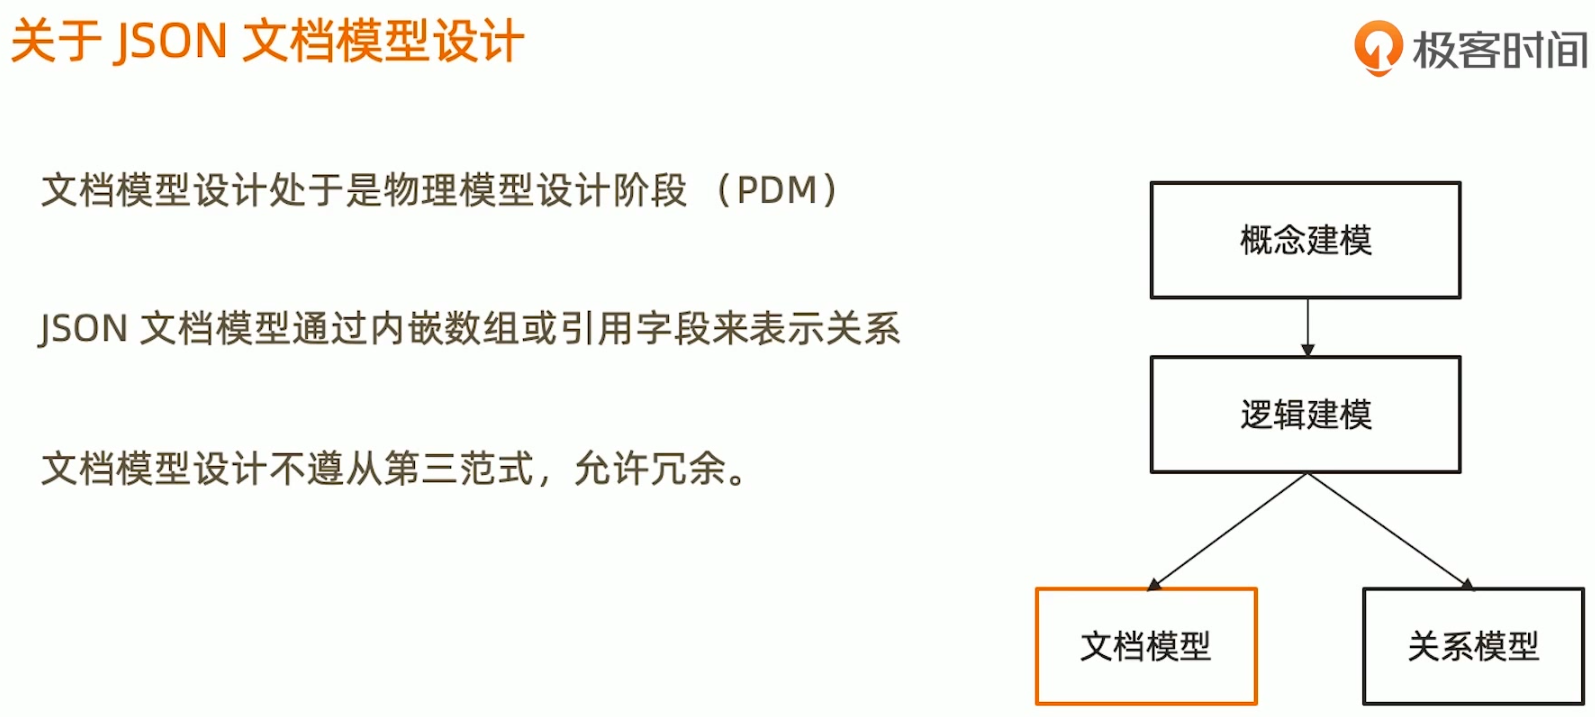 关于 JSON 文档模型设计
极客时间
文档模型设计处于是物理模型设计阶段 （PDM）
JSON 文档模型通过内嵌数组或引用字段来表示关系
文档模型设计不遵从第三范式，允许冗余。
概念建模
逻辑建模
文档模型
关系模型